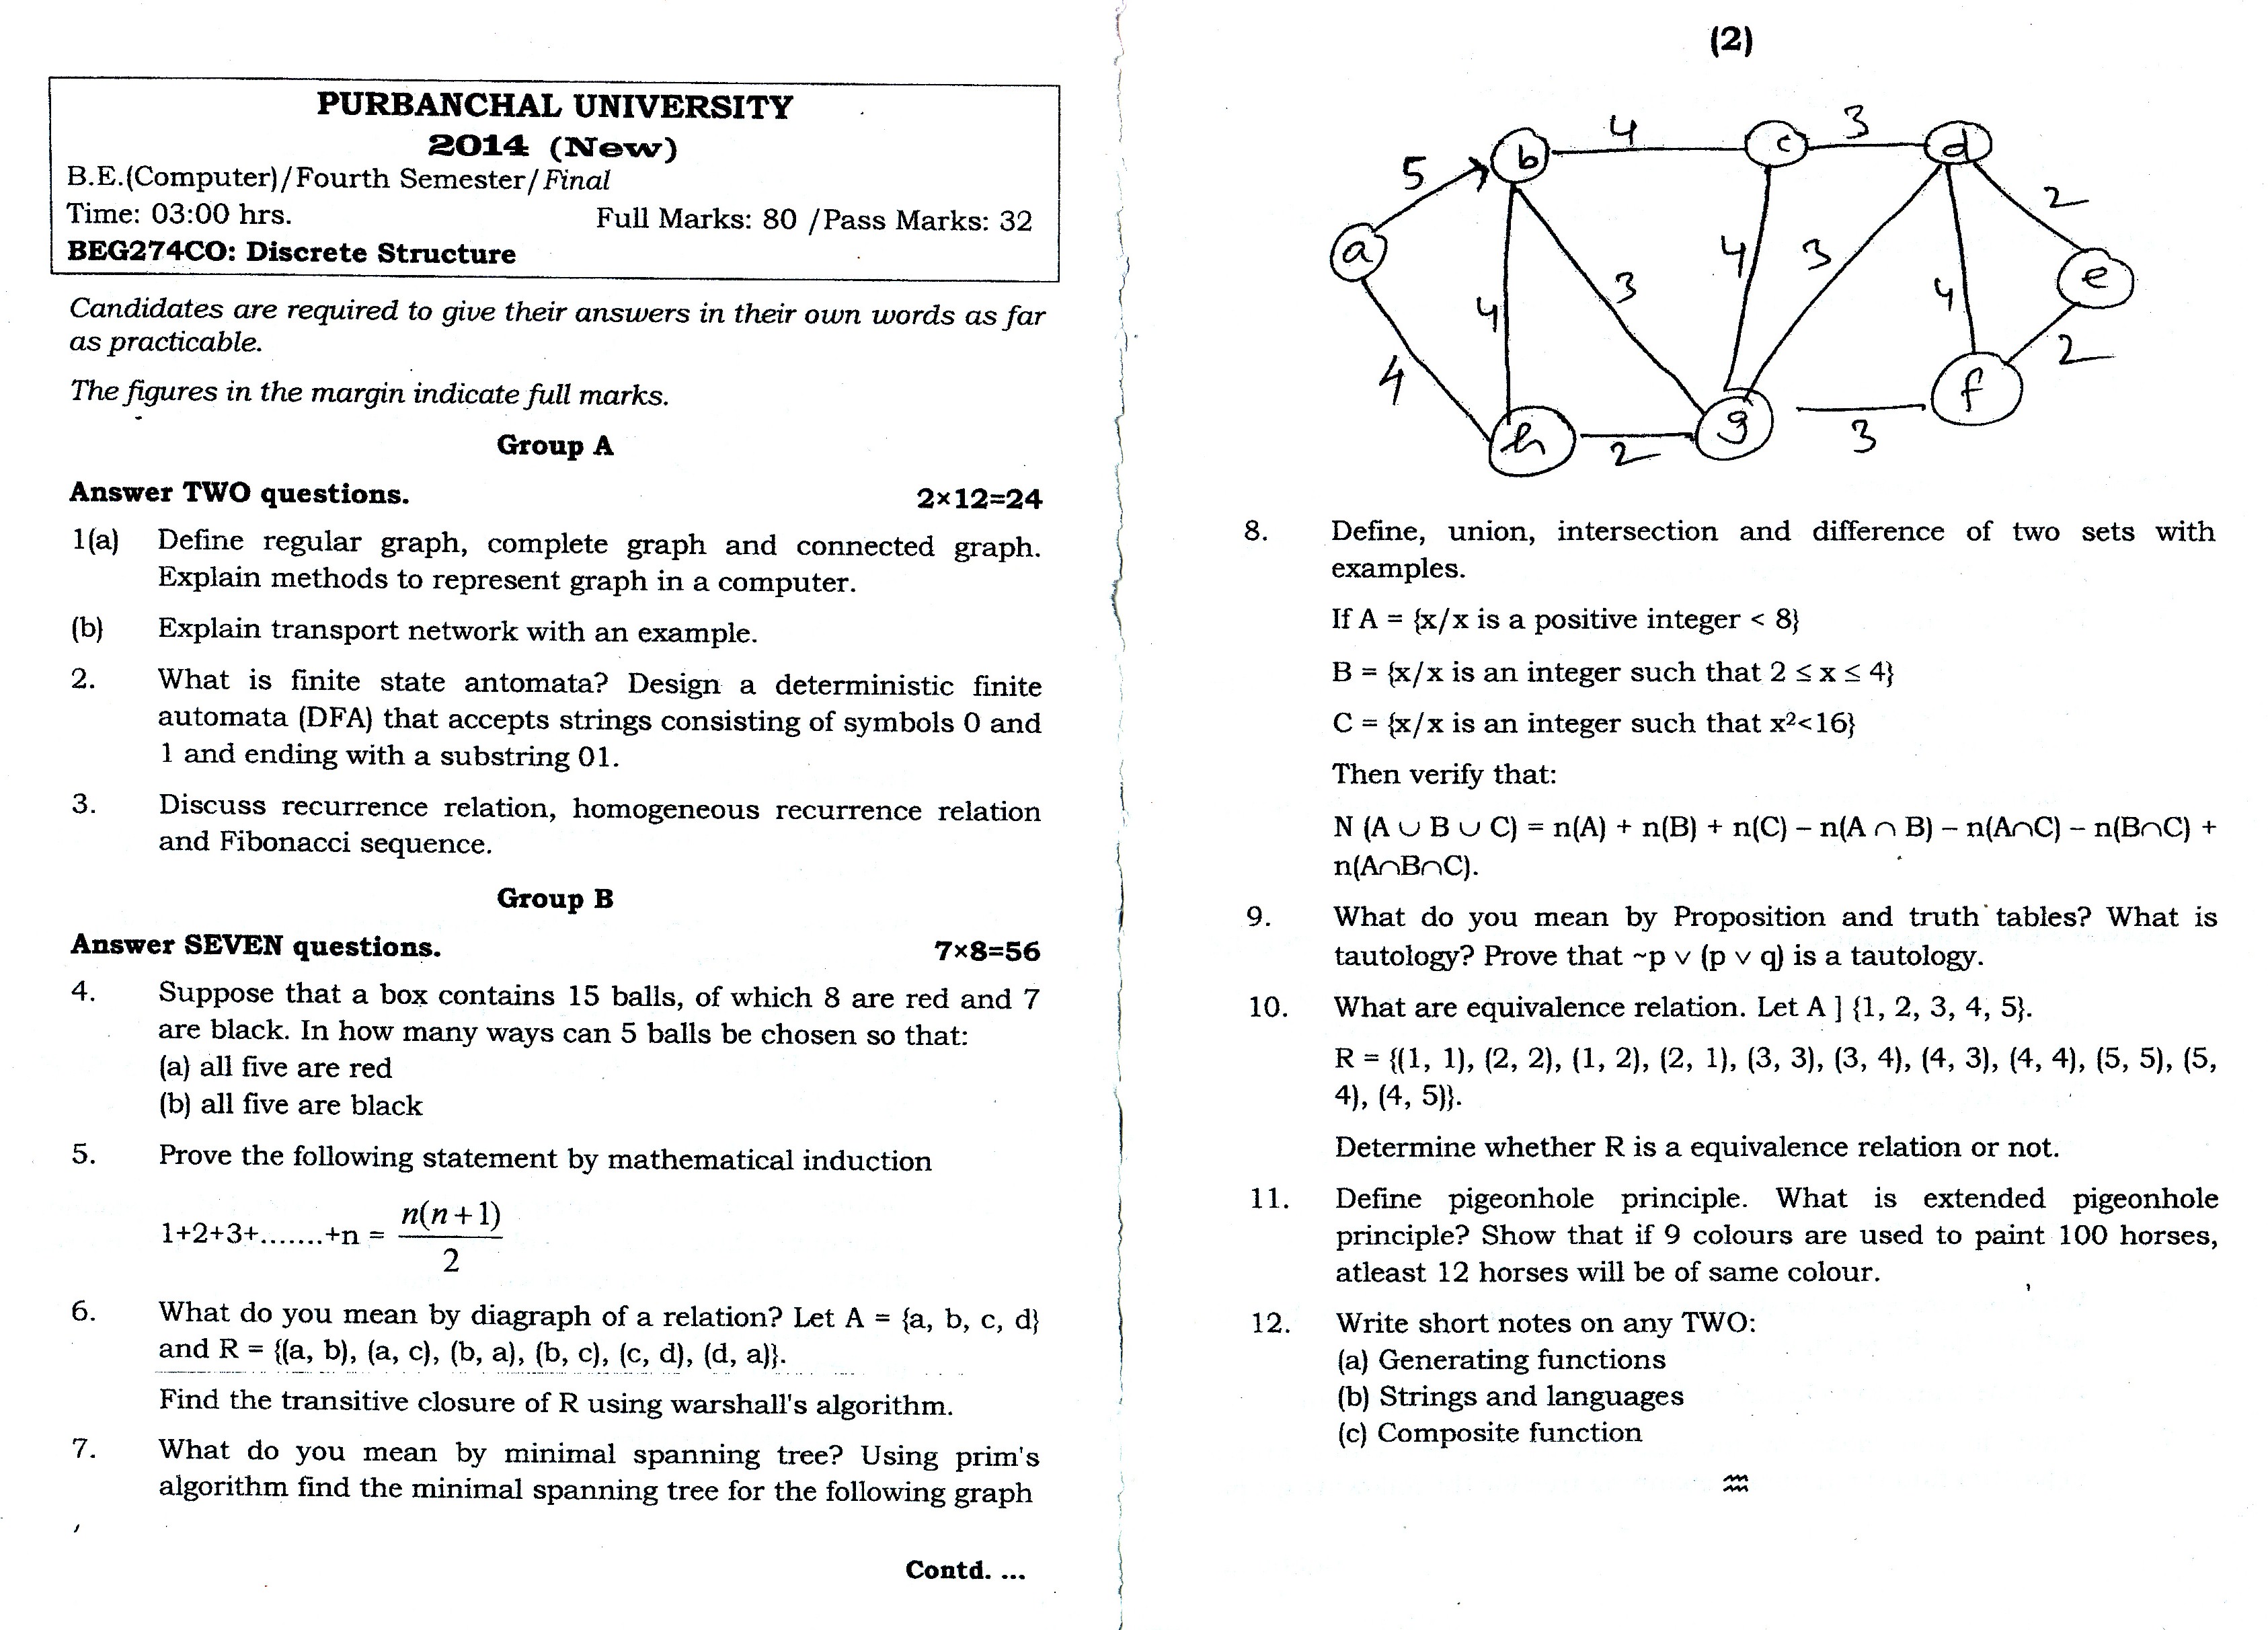 PURBANCHAL UNIVERSITY
2014 (New)
B.E.(Computer)/Fourth Semester/Final
Time: 03:00 hrs. Full Marks: 80 /Pass Marks: 32
BEG274CO: Discrete Structure
Candidates are required to give their answers in their own words as far
as practicable.
The figures in the margin indicate full marks.
Group A
Answer TWO questions. 2×12=24
1(a) Define regular graph, complete graph and connected graph.
Explain methods to represent graph in a computer.
(b) Explain transport network with an example.
2. What is finite state antomata? Design a deterministic finite
automata (DFA) that accepts strings consisting of symbols 0 and
1 and ending with a substring 01.
3. Discuss recurrence relation, homogeneous recurrence relation
and Fibonacci sequence.
Group B
Answer SEVEN questions. 7×8=56
4. Suppose that a box contains 15 balls, of which 8 are red and 7
are black. In how many ways can 5 balls be chosen so that:
(a) all five are red
(b) all five are black
5. Prove the following statement by mathematical induction
1+2+3+.......+n = n(n+1)
2
6. What do you mean by diagraph of a relation? Let A = {a, b, c, d}
and R = {(a, b), (a, c), (b, a), (b, c), (c, d), (d, a)}.
Find the transitive closure of R using warshall's algorithm.
7. What do you mean by minimal spanning tree? Using prim's
algorithm find the minimal spanning tree for the following graph
Contd. ...
(2)
4 3
b c d
5 2
a 4 3 4 3 4 e
4 2
h 2 g 3 f
8. Define, union, intersection and difference of two sets with
examples.
If A = {x/x is a positive integer < 8}
B = {x/x is an integer such that 2 ≤ x ≤ 4}
C = {x/x is an integer such that x²<16}
Then verify that:
N (A ∪ B ∪ C) = n(A) + n(B) + n(C) – n(A ∩ B) – n(A∩C) – n(B∩C) +
n(A∩B∩C).
9. What do you mean by Proposition and truth tables? What is
tautology? Prove that ~p ∨ (p ∨ q) is a tautology.
10. What are equivalence relation. Let A ] {1, 2, 3, 4, 5}.
R = {(1, 1), (2, 2), (1, 2), (2, 1), (3, 3), (3, 4), (4, 3), (4, 4), (5, 5), (5,
4), (4, 5)}.
Determine whether R is a equivalence relation or not.
11. Define pigeonhole principle. What is extended pigeonhole
principle? Show that if 9 colours are used to paint 100 horses,
atleast 12 horses will be of same colour.
12. Write short notes on any TWO:
(a) Generating functions
(b) Strings and languages
(c) Composite function